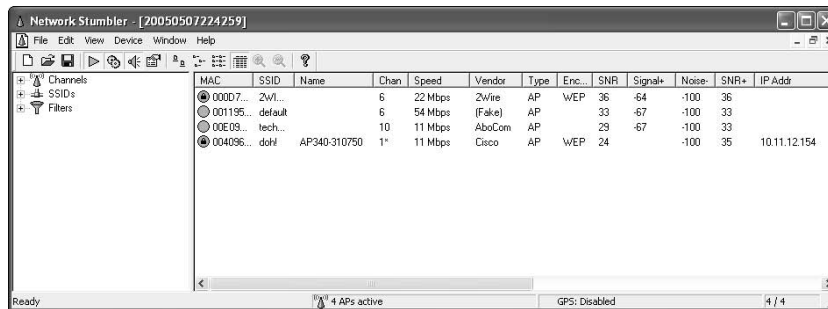 Network Stumbler - [20050507224259]
File Edit View Device Window Help
Channels
SSIDs
Filters
MAC SSID Name Chan Speed Vendor Type Enc... SNR Signal+ Noise- SNR+ IP Addr
000D7... 2WI... 6 22 Mbps 2Wire AP WEP 36 -64 -100 36
001195... default 6 54 Mbps (Fake) AP 33 -67 -100 33
00E09... tech... 10 11 Mbps AboCom AP 29 -67 -100 33
004096... doh! AP340-310750 1* 11 Mbps Cisco AP WEP 24 -100 35 10.11.12.154
Ready 4 APs active GPS: Disabled 4 / 4